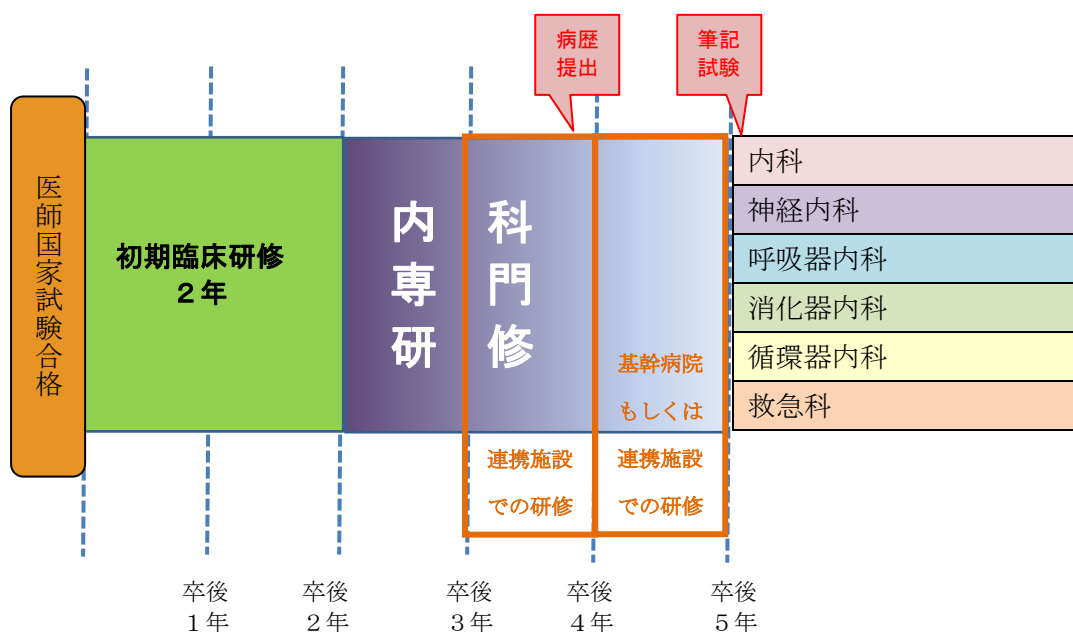 病歴
提出
筆記
試験
医師国家試験合格
初期臨床研修
２年
内科
専門
研修
基幹病院
もしくは
連携施設
での研修
連携施設
での研修
内科
神経内科
呼吸器内科
消化器内科
循環器内科
救急科
卒後
１年
卒後
２年
卒後
３年
卒後
４年
卒後
５年